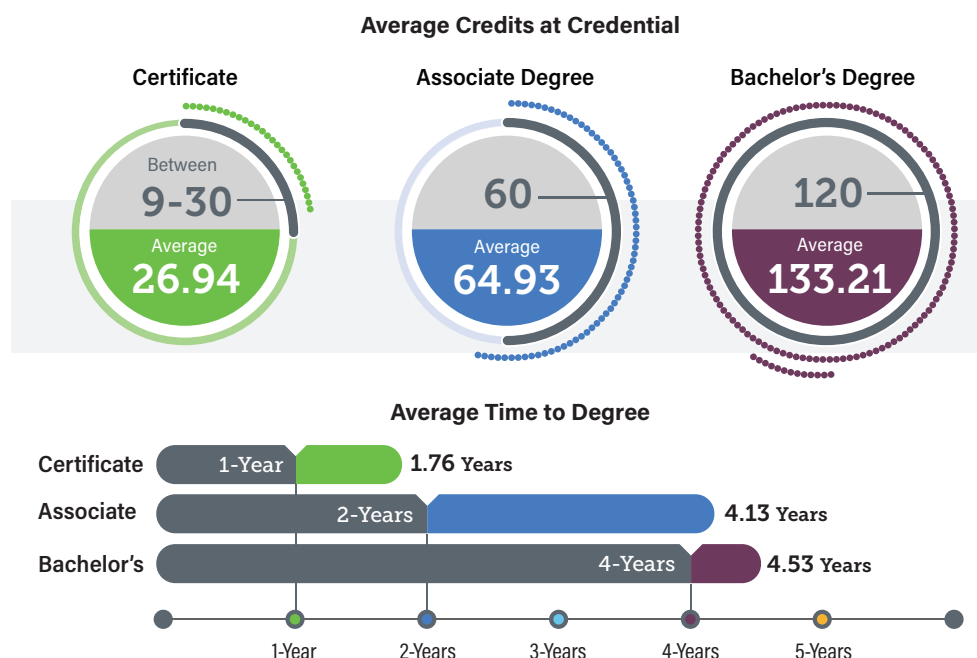 Average Credits at Credential
Certificate
Associate Degree
Bachelor's Degree
Between
9-30
60
120
Average
26.94
Average
64.93
Average
133.21
Average Time to Degree
Certificate
1-Year
1.76 Years
Associate
2-Years
4.13 Years
Bachelor's
4-Years
4.53 Years
1-Year
2-Years
3-Years
4-Years
5-Years